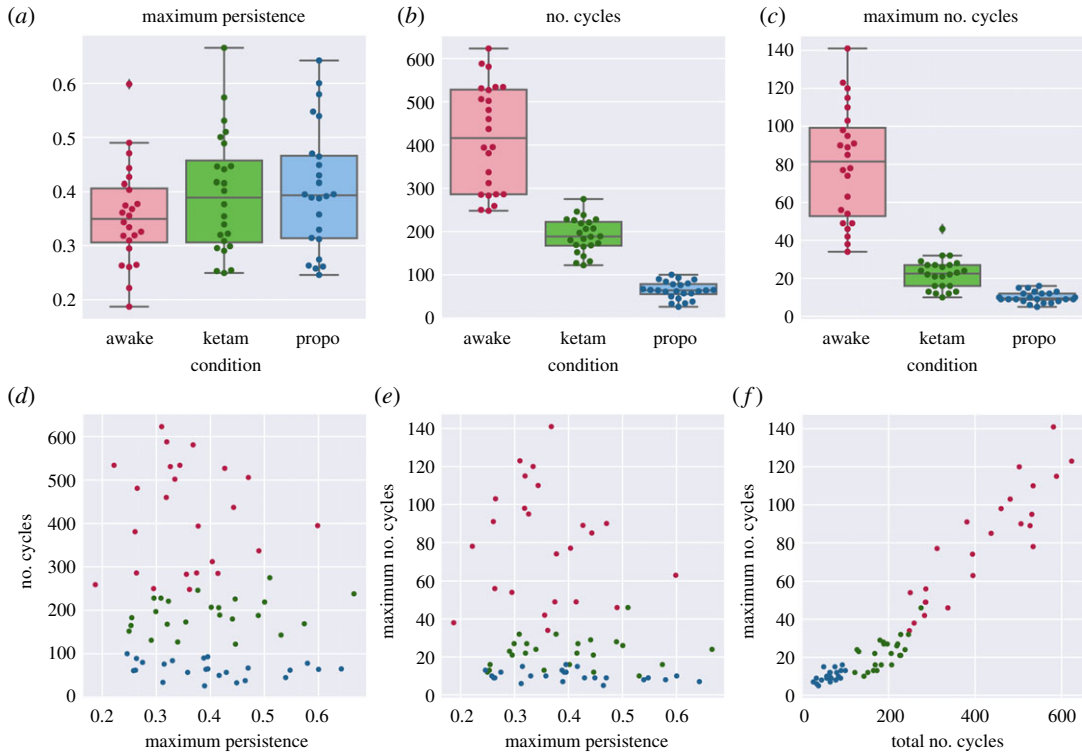 (a) maximum persistence
0.6
0.5
0.4
0.3
0.2
awake ketam propo
condition
(b) no. cycles
600
500
400
300
200
100
0
awake ketam propo
condition
(c) maximum no. cycles
140
120
100
80
60
40
20
0
awake ketam propo
condition
(d)
no. cycles
600
500
400
300
200
100
0
0.2 0.3 0.4 0.5 0.6
maximum persistence
(e)
maximum no. cycles
140
120
100
80
60
40
20
0
0.2 0.3 0.4 0.5 0.6
maximum persistence
(f)
maximum no. cycles
140
120
100
80
60
40
20
0
0 200 400 600
total no. cycles